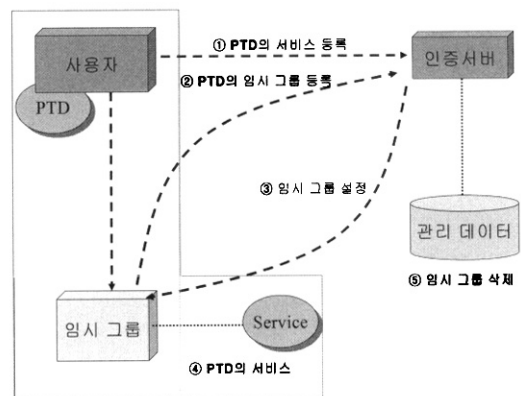 ① PTD의 서비스 등록
사용자
인증서버
② PTD의 임시 그룹 등록
PTD
③ 임시 그룹 설정
관리 데이터
⑤ 임시 그룹 삭제
임시 그룹
Service
④ PTD의 서비스